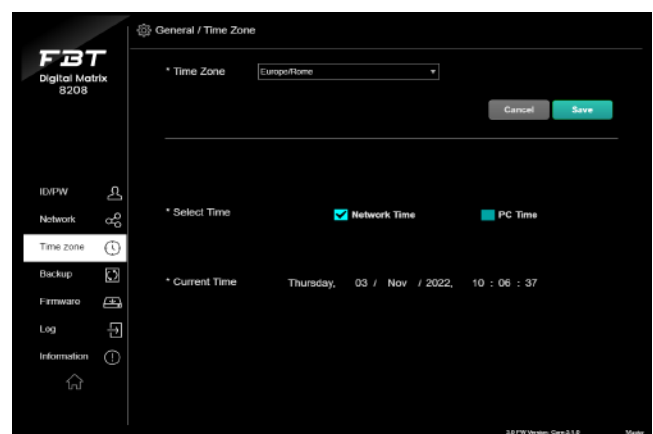 General / Time Zone
FBT
Digital Matrix
8208
* Time Zone Europe/Rome
Cancel Save
ID/PW
Network
Time zone
Backup
Firmware
Log
Information
* Select Time Network Time PC Time
* Current Time Thursday, 03 / Nov / 2022, 10 : 06 : 37